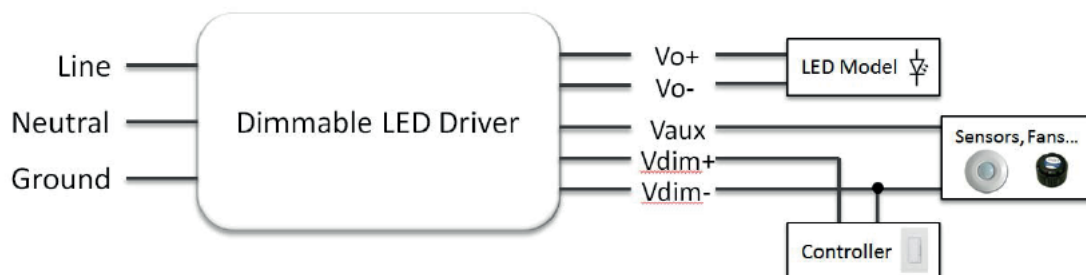 Line
Neutral
Ground
Dimmable LED Driver
Vo+
Vo-
Vaux
Vdim+
Vdim-
LED Model
Sensors, Fans...
Controller